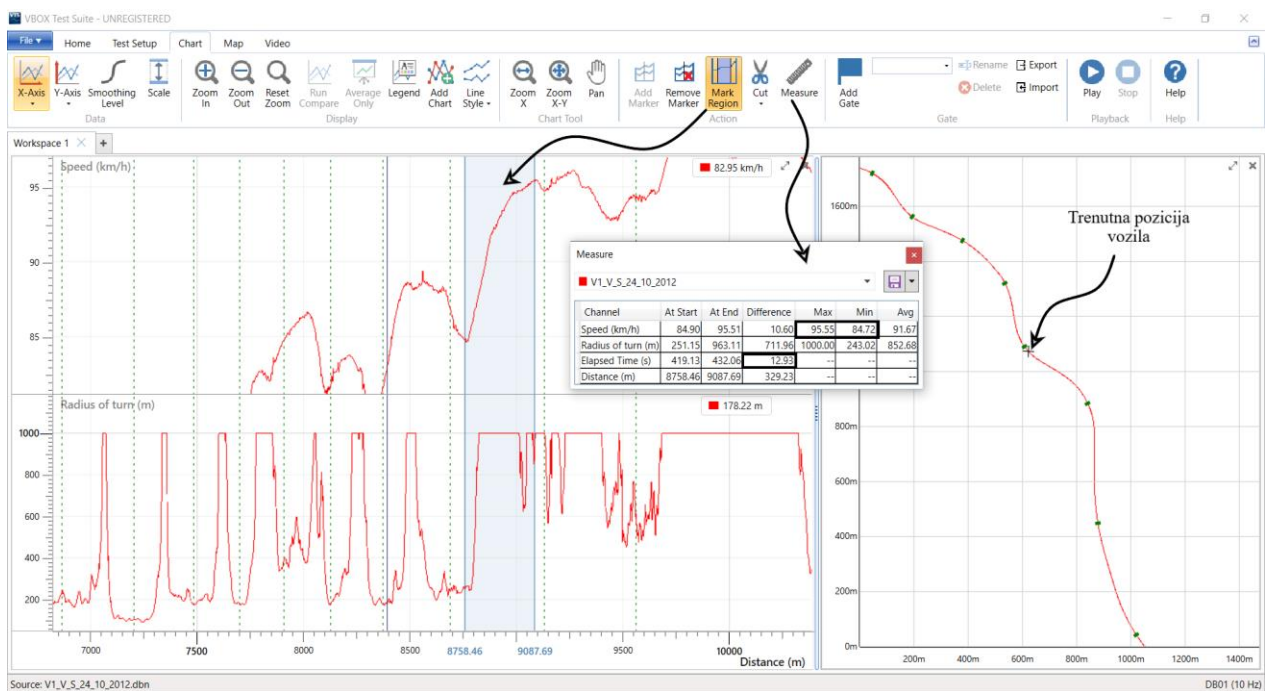 VBOX Test Suite - UNREGISTERED
File Home Test Setup Chart Map Video
X-Axis Y-Axis Smoothing Level Scale Zoom In Zoom Out Reset Zoom Run Compare Average Only Legend Add Chart Line Style Zoom X Zoom X-Y Pan Add Marker Remove Marker Mark Region Cut Measure Add Gate Rename Export Delete Import Play Stop Help
Data Display Chart Tool Action Gate Playback Help
Workspace 1 +
Speed (km/h)
82.95 km/h
95
90
85
Measure
V1_V_S_24_10_2012
Channel At Start At End Difference Max Min Avg
Speed (km/h) 84.90 95.51 10.60 95.55 84.72 91.67
Radius of turn (m) 251.15 963.11 711.96 1000.00 243.02 852.68
Elapsed Time (s) 419.13 432.06 12.93 -- -- --
Distance (m) 8758.46 9087.69 329.23 -- -- --
Radius of turn (m)
178.22 m
1000
800
600
400
200
7000 7500 8000 8500 8758.46 9087.69 9500 10000
Distance (m)
Trenutna pozicija
vozila
1600m
800m
600m
400m
200m
0m
200m 400m 600m 800m 1000m 1200m 1400m
Source: V1_V_S_24_10_2012.dbn DB01 (10 Hz)